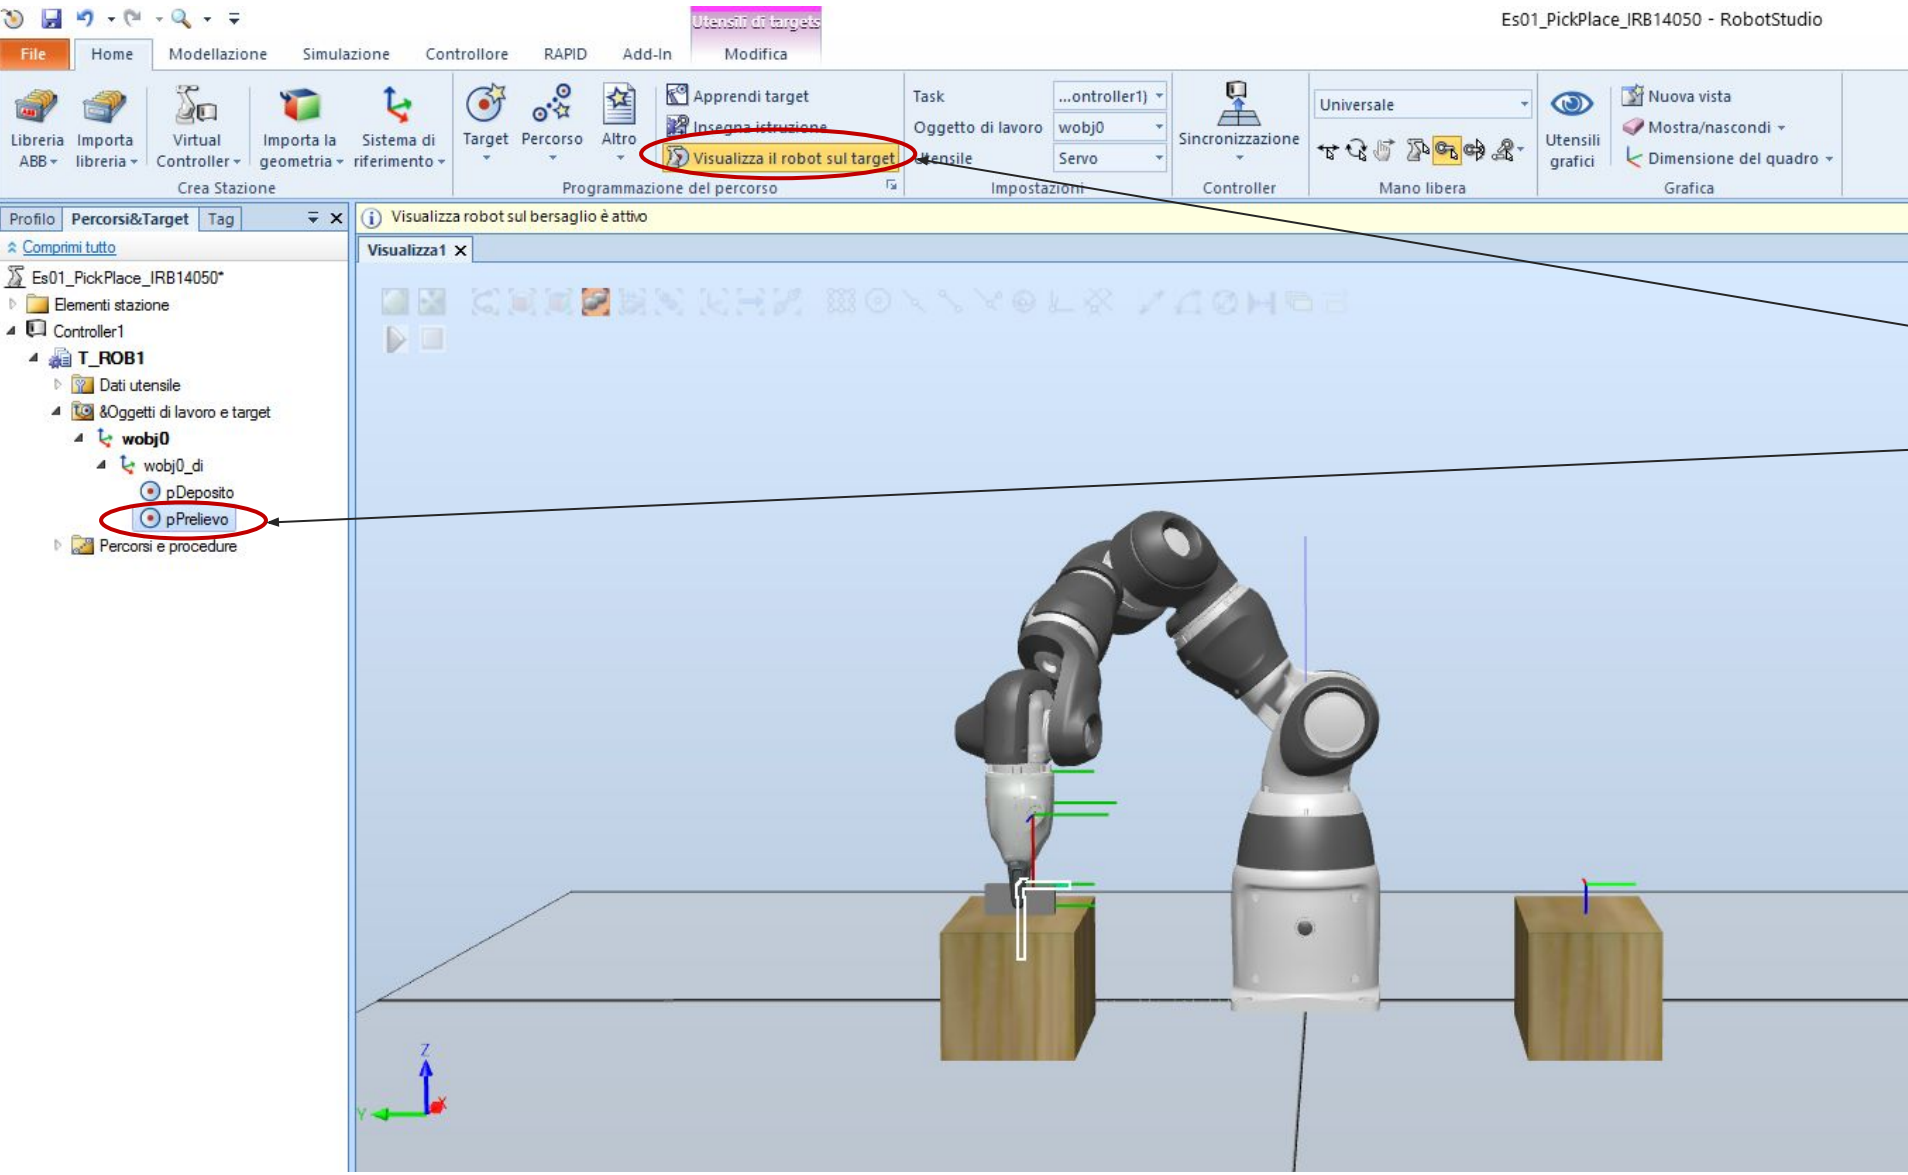 Utensili di targets
Es01_PickPlace_IRB14050 - RobotStudio
File Home Modellazione Simulazione Controllore RAPID Add-In Modifica
Libreria ABB
Importa libreria
Virtual Controller
Importa la geometria
Sistema di riferimento
Crea Stazione
Target
Percorso
Altro
Apprendi target
Insegna istruzione
Visualizza il robot sul target
Programmazione del percorso
Task ...ontroller1)
Oggetto di lavoro wobj0
Utensile Servo
Impostazioni
Sincronizzazione
Controller
Universale
Mano libera
Utensili grafici
Nuova vista
Mostra/nascondi
Dimensione del quadro
Grafica
Profilo Percorsi&Target Tag
Visualizza robot sul bersaglio è attivo
Comprimi tutto
Visualizza1
Es01_PickPlace_IRB14050*
Elementi stazione
Controller1
T_ROB1
Dati utensile
&Oggetti di lavoro e target
wobj0
wobj0_di
pDeposito
pPrelievo
Percorsi e procedure
Z
Y
X